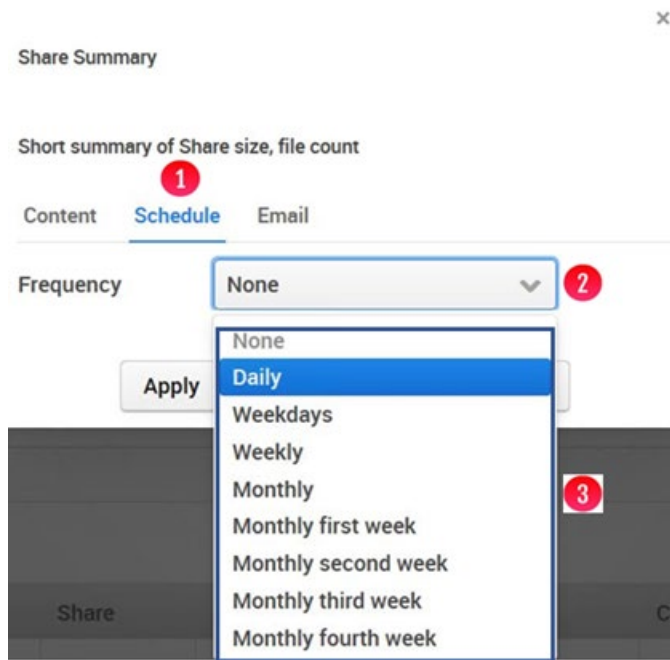 ×
Share Summary
Short summary of Share size, file count
1
Content Schedule Email
Frequency None 2
None
Apply Daily
Weekdays
Weekly
Monthly 3
Monthly first week
Monthly second week
Share Monthly third week C
Monthly fourth week